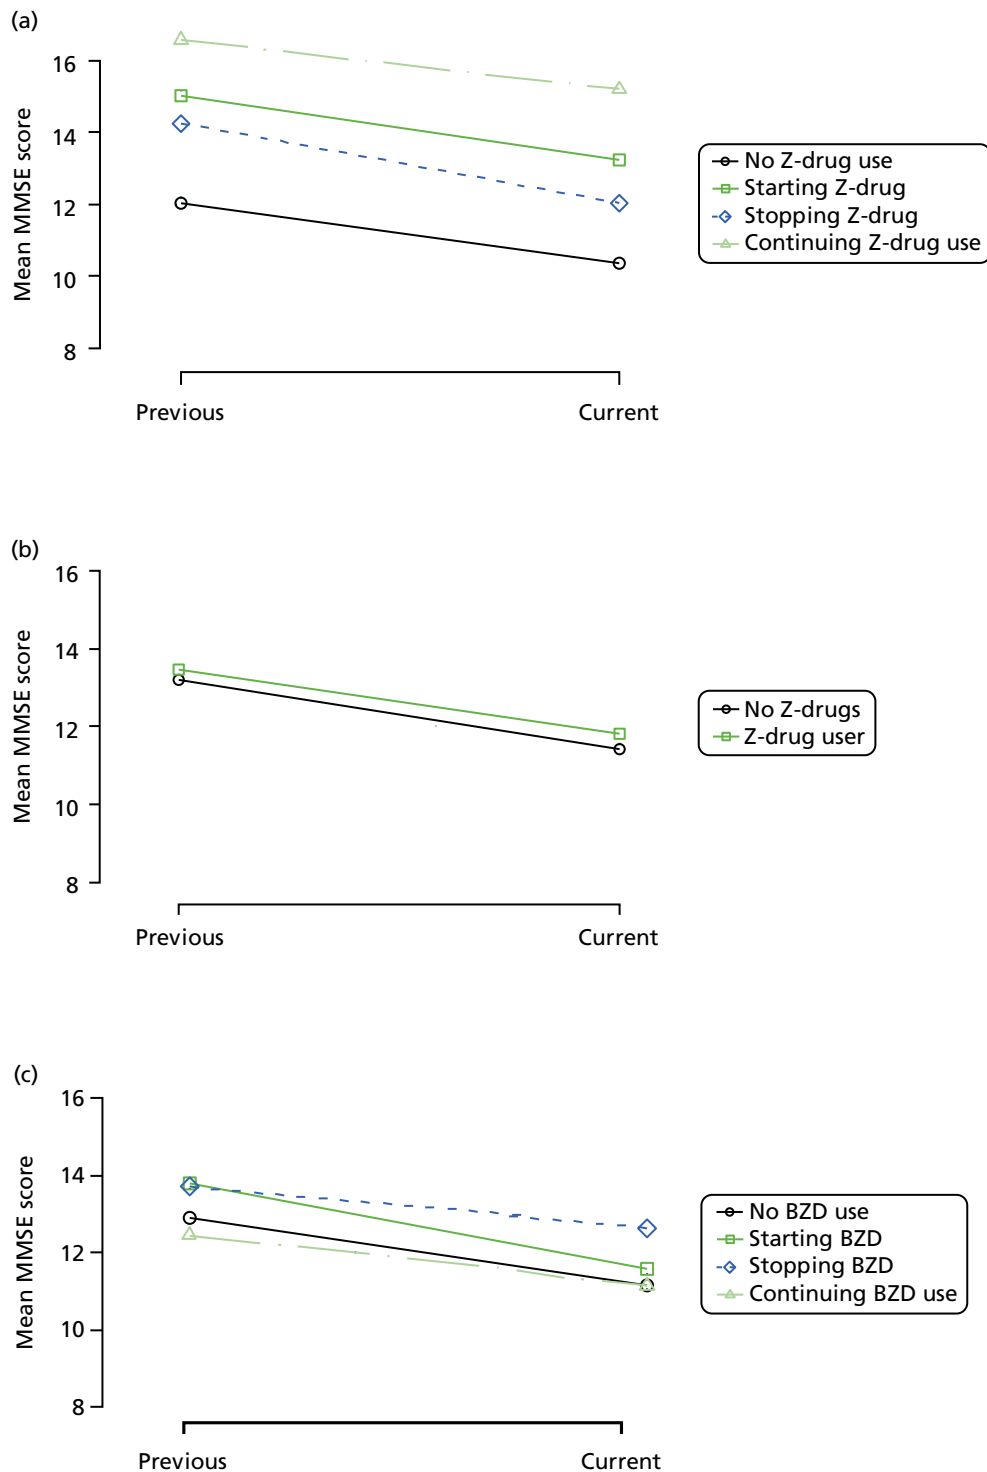 (a)
16
14
12
10
8
Mean MMSE score
Previous
Current
No Z-drug use
Starting Z-drug
Stopping Z-drug
Continuing Z-drug use
(b)
16
14
12
10
8
Mean MMSE score
Previous
Current
No Z-drugs
Z-drug user
(c)
16
14
12
10
8
Mean MMSE score
Previous
Current
No BZD use
Starting BZD
Stopping BZD
Continuing BZD use